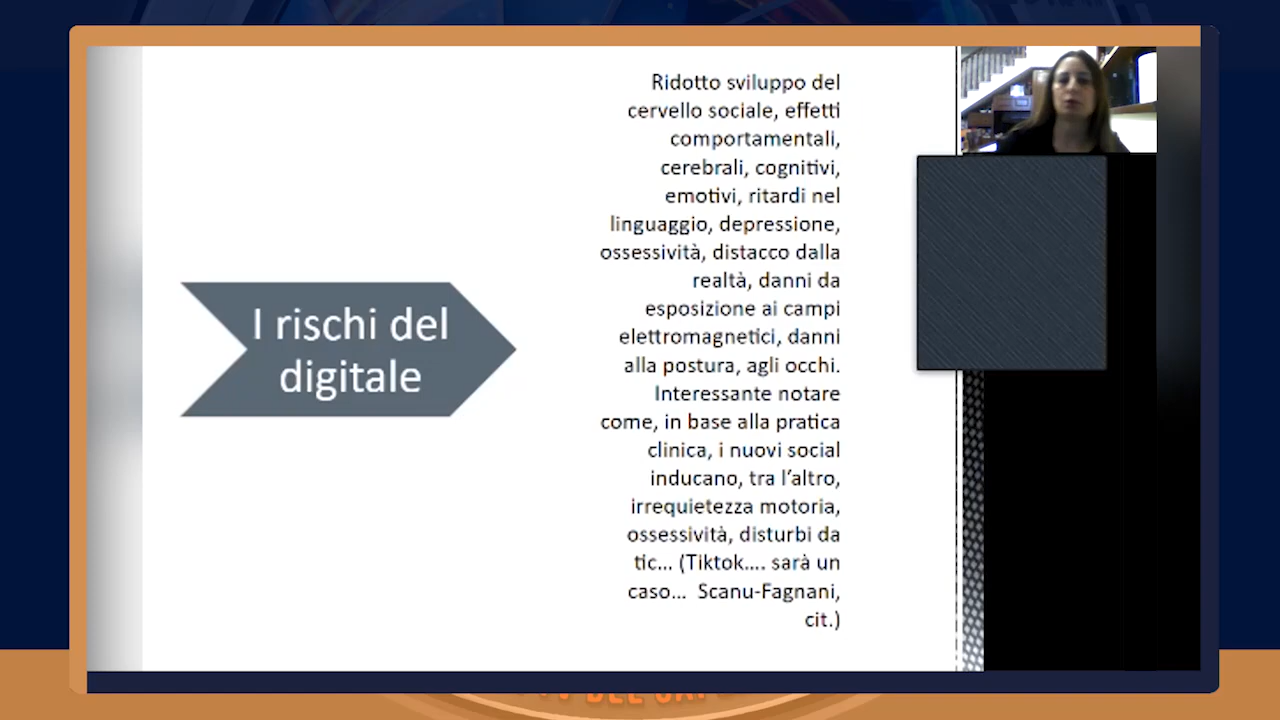 I rischi del
digitale
Ridotto sviluppo del
cervello sociale, effetti
comportamentali,
cerebrali, cognitivi,
emotivi, ritardi nel
linguaggio, depressione,
ossessività, distacco dalla
realtà, danni da
esposizione ai campi
elettromagnetici, danni
alla postura, agli occhi.
Interessante notare
come, in base alla pratica
clinica, i nuovi social
inducano, tra l’altro,
irrequietezza motoria,
ossessività, disturbi da
tic... (Tiktok.... sarà un
caso... Scanu-Fagnani,
cit.)